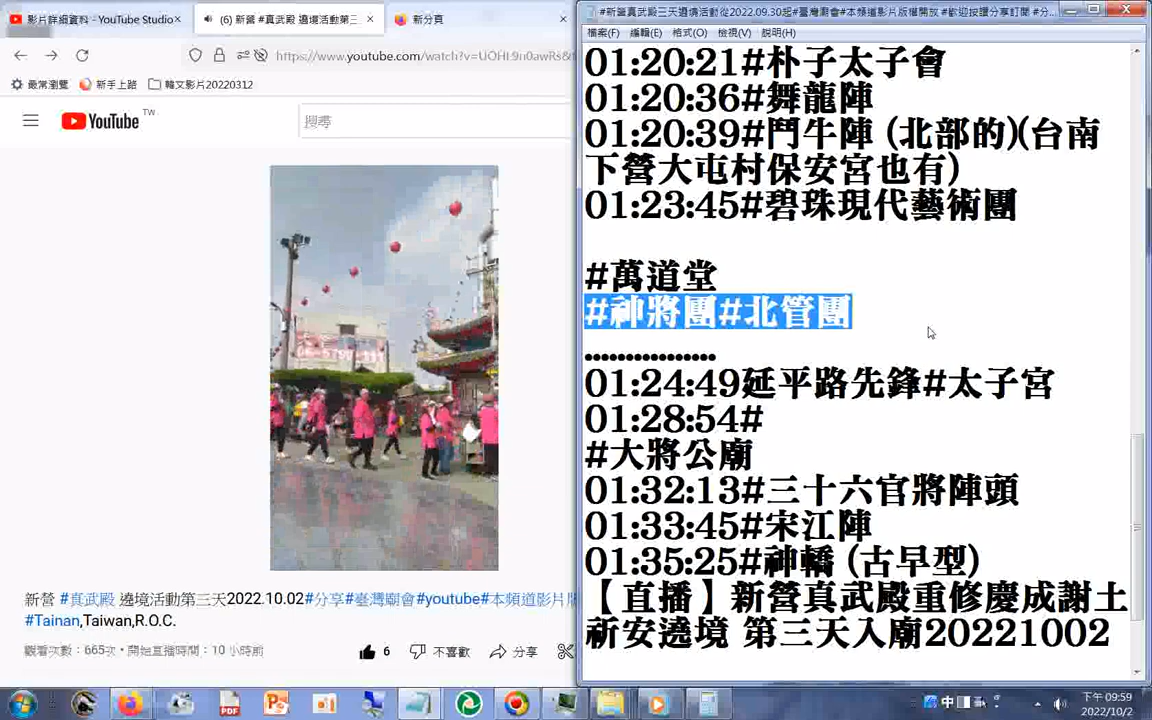 影片詳細資料 - YouTube Studio
(6) 新營 #真武殿 遶境活動第三
新分頁
#新營真武殿三天遶境活動從2022.09.30起#臺灣廟會#本頻道影片版權開放 #歡迎按讚分享訂閱 #分...
檔案(F) 編輯(E) 格式(O) 檢視(V) 說明(H)
https://www.youtube.com/watch?v=
最常瀏覽 新手上路 韓文影片20220312
YouTube TW
搜尋
01:20:21#朴子太子會
01:20:36#舞龍陣
01:20:39#鬥牛陣 (北部的)(台南
下營大屯村保安宮也有)
01:23:45#碧珠現代藝術團
#萬道堂
#神將團#北管團
................
01:24:49延平路先鋒#太子宮
01:28:54#
#大將公廟
01:32:13#三十六官將陣頭
01:33:45#宋江陣
01:35:25#神轎 (古早型)
【直播】新營真武殿重修慶成謝土
祈安遶境 第三天入廟20221002
新營 #真武殿 遶境活動第三天2022.10.02#分享#臺灣廟會#youtube#本頻道影片版
#Tainan,Taiwan,R.O.C.
觀看次數：665次 • 開始直播時間：10 小時前
6 不喜歡 分享
中
下午 09:59
2022/10/2